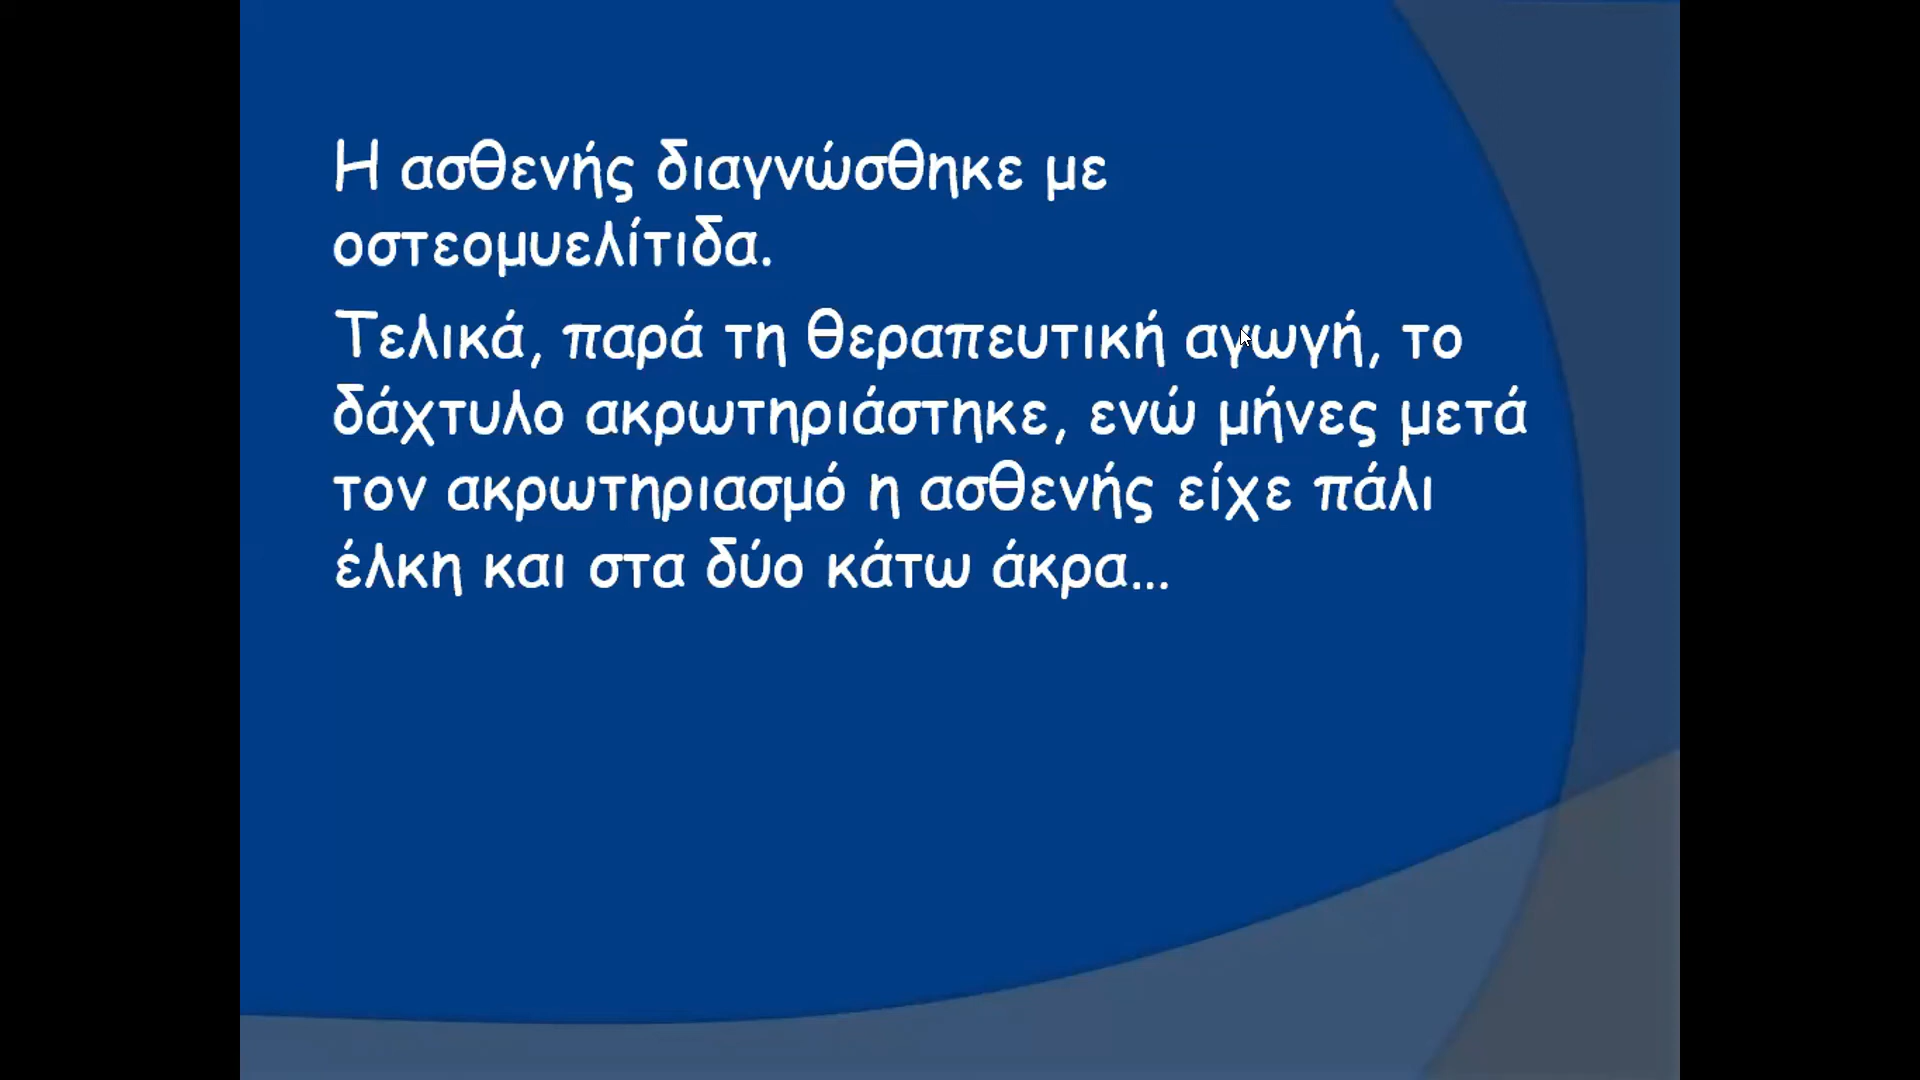 Η ασθενής διαγνώσθηκε με
οστεομυελίτιδα.
Τελικά, παρά τη θεραπευτική αγωγή, το
δάχτυλο ακρωτηριάστηκε, ενώ μήνες μετά
τον ακρωτηριασμό η ασθενής είχε πάλι
έλκη και στα δύο κάτω άκρα...